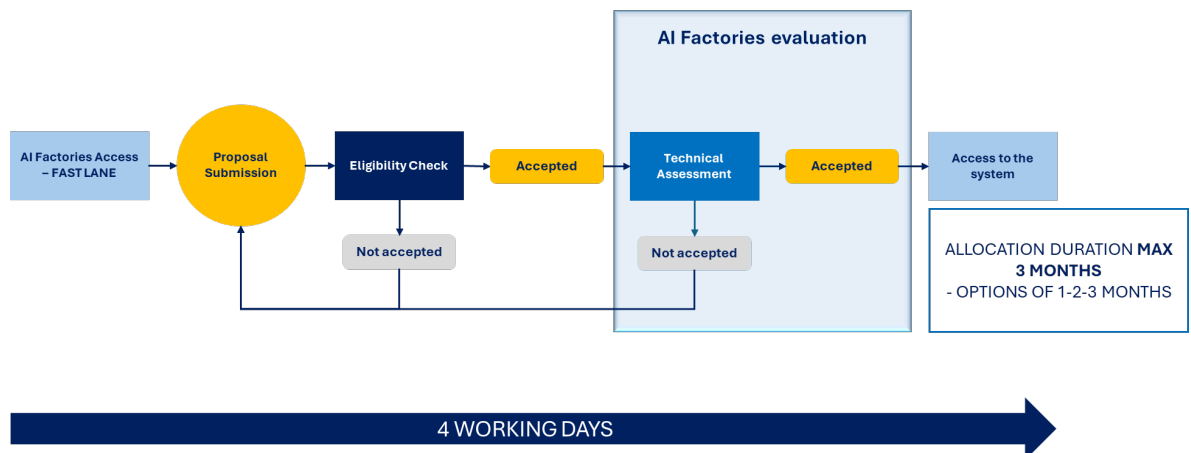 AI Factories evaluation
AI Factories Access
– FAST LANE
Proposal
Submission
Eligibility Check
Accepted
Technical
Assessment
Accepted
Access to the
system
Not accepted
Not accepted
ALLOCATION DURATION MAX
3 MONTHS
- OPTIONS OF 1-2-3 MONTHS
4 WORKING DAYS